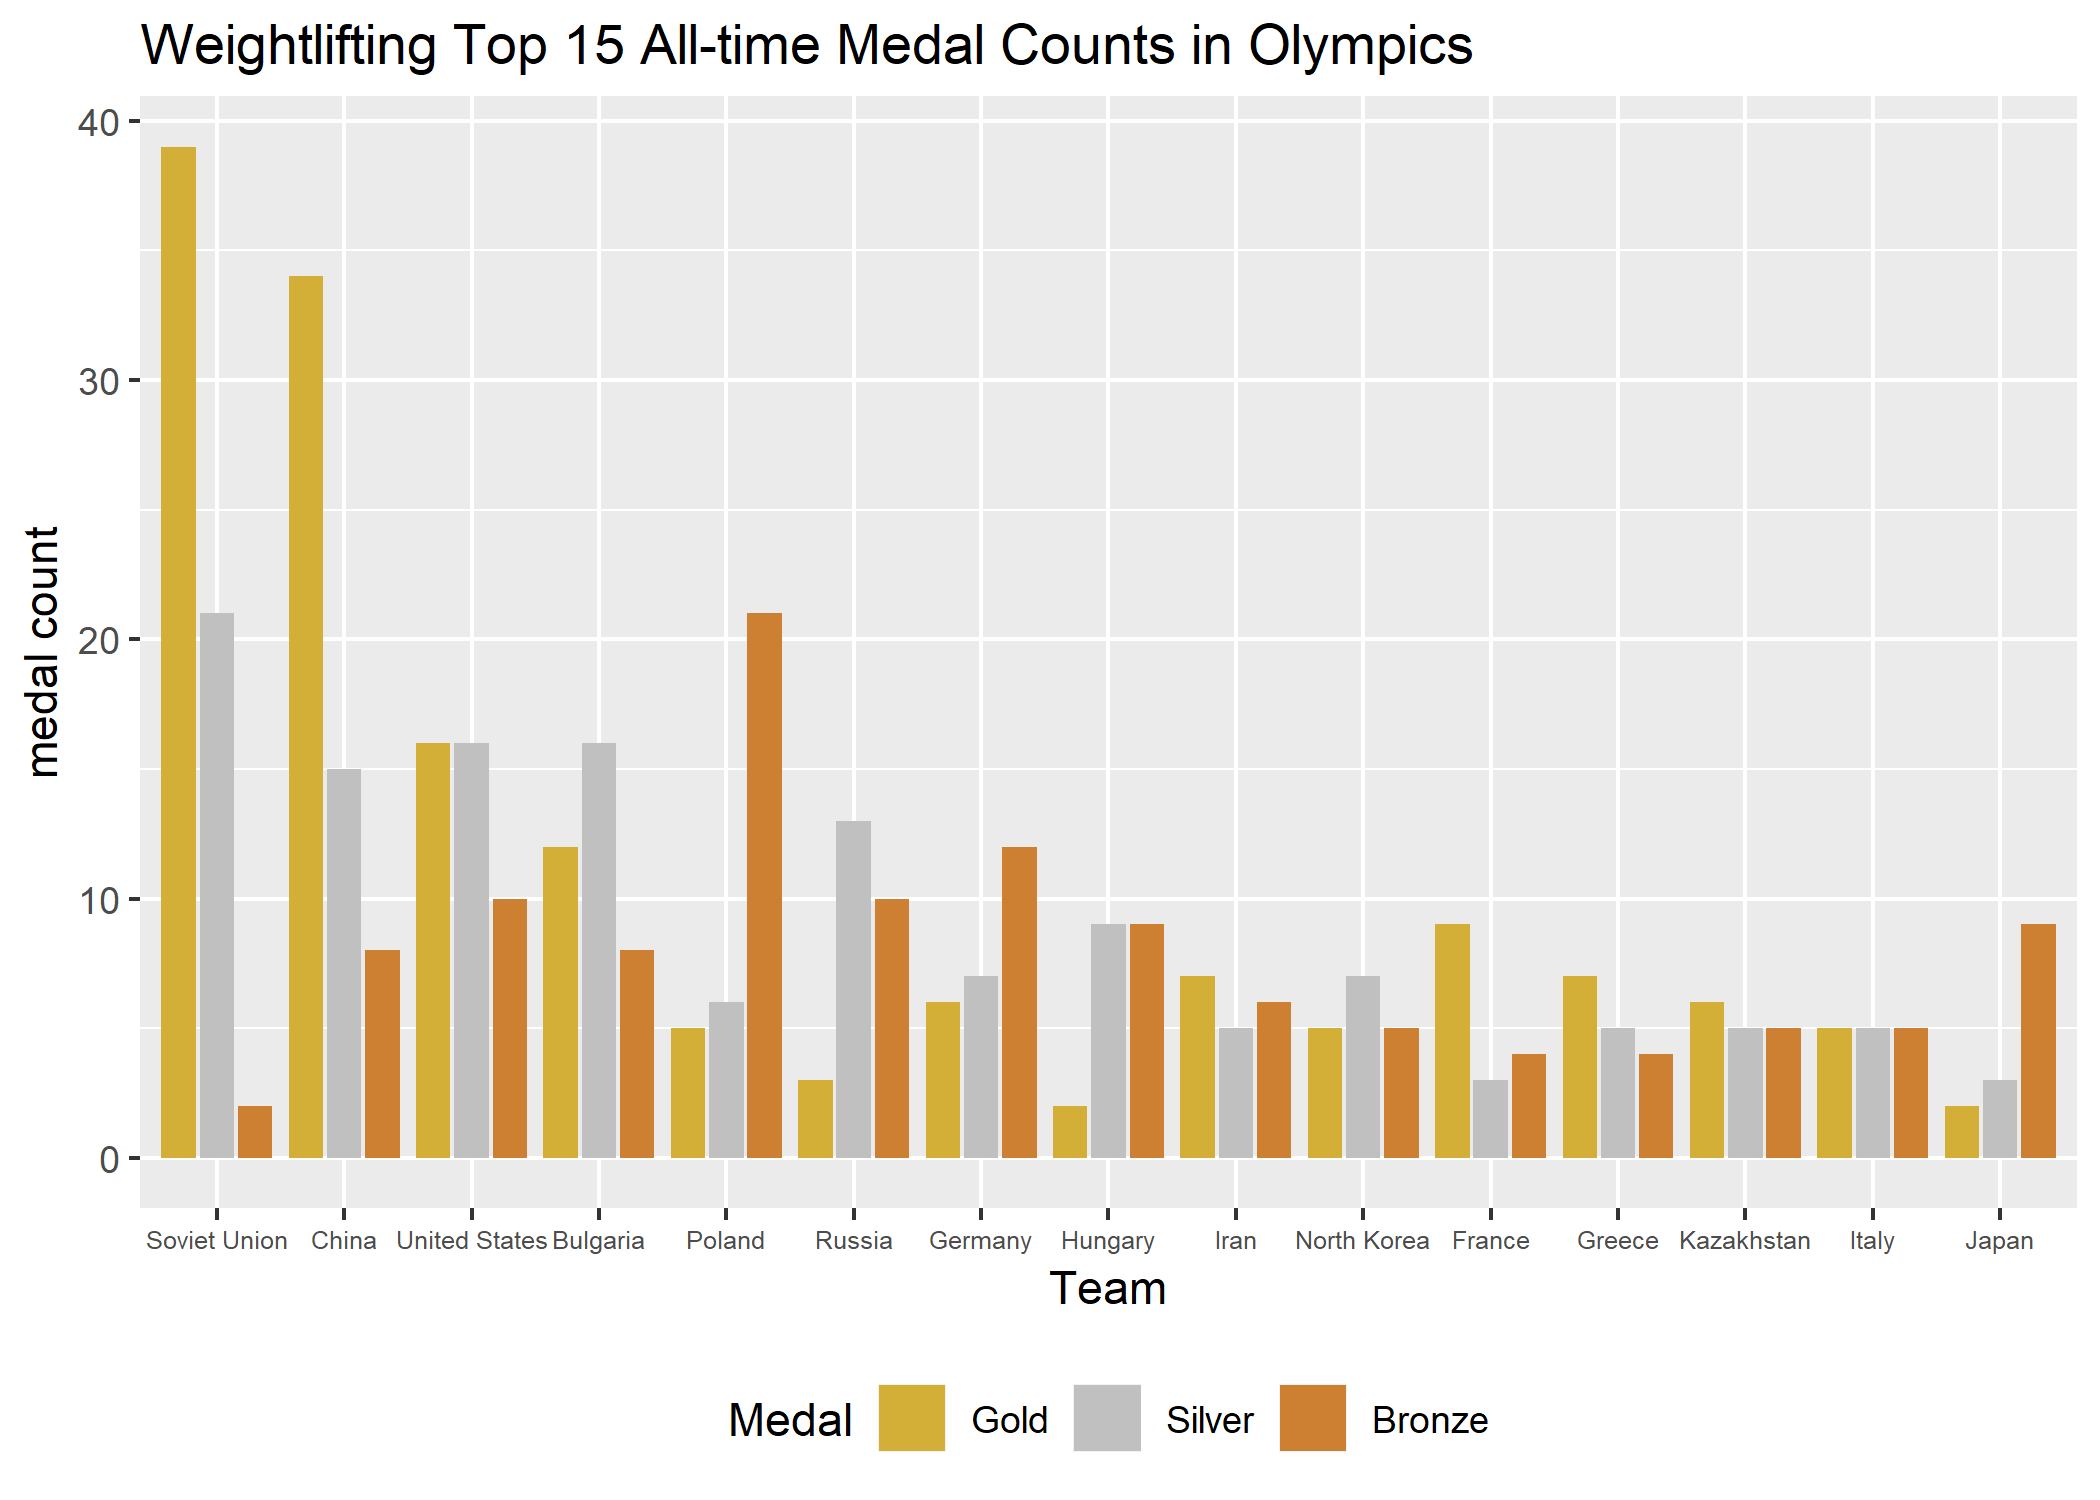 Weightlifting Top 15 All-time Medal Counts in Olympics
40
30
20
10
0
medal count
Soviet Union China United States Bulgaria Poland Russia Germany Hungary Iran North Korea France Greece Kazakhstan Italy Japan
Team
Medal Gold Silver Bronze